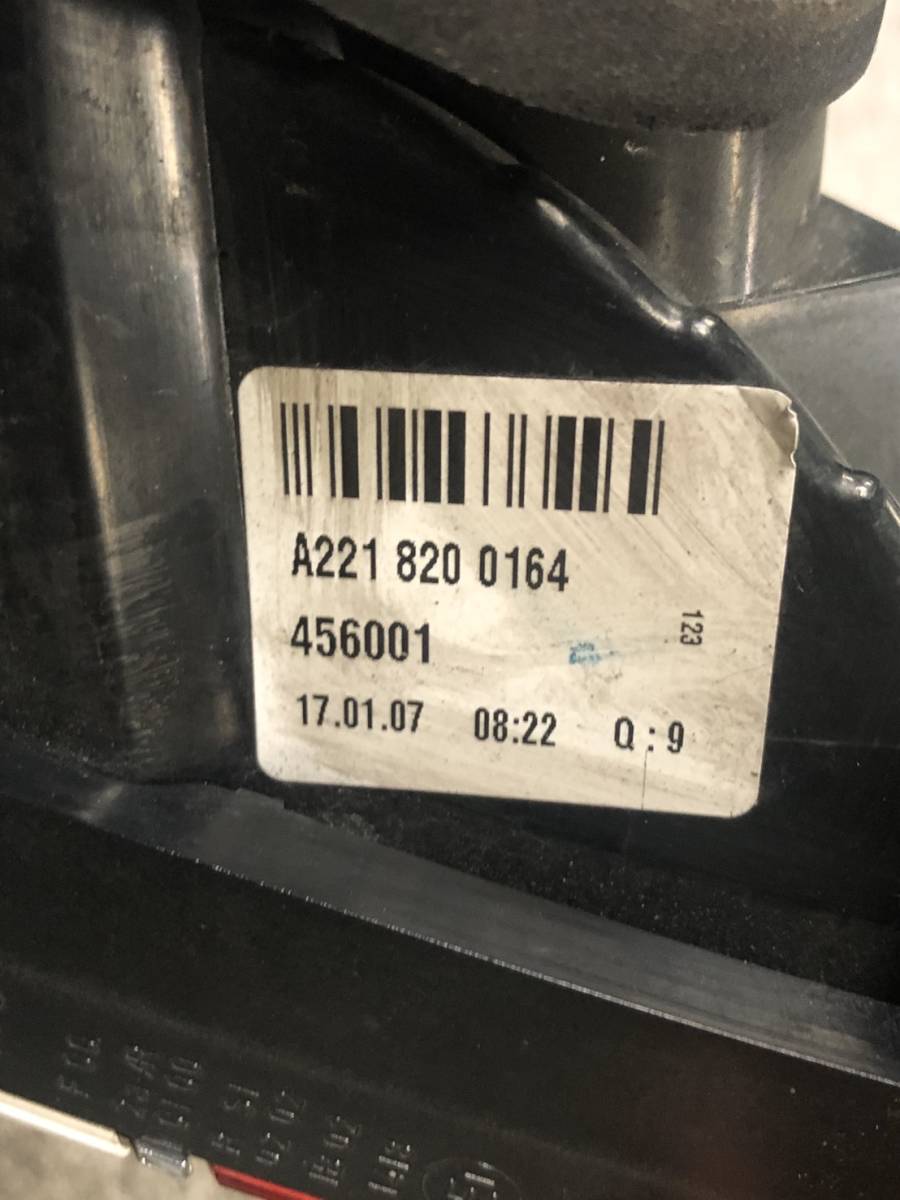 A221 820 0164
456001
123
17.01.07 08:22 Q : 9